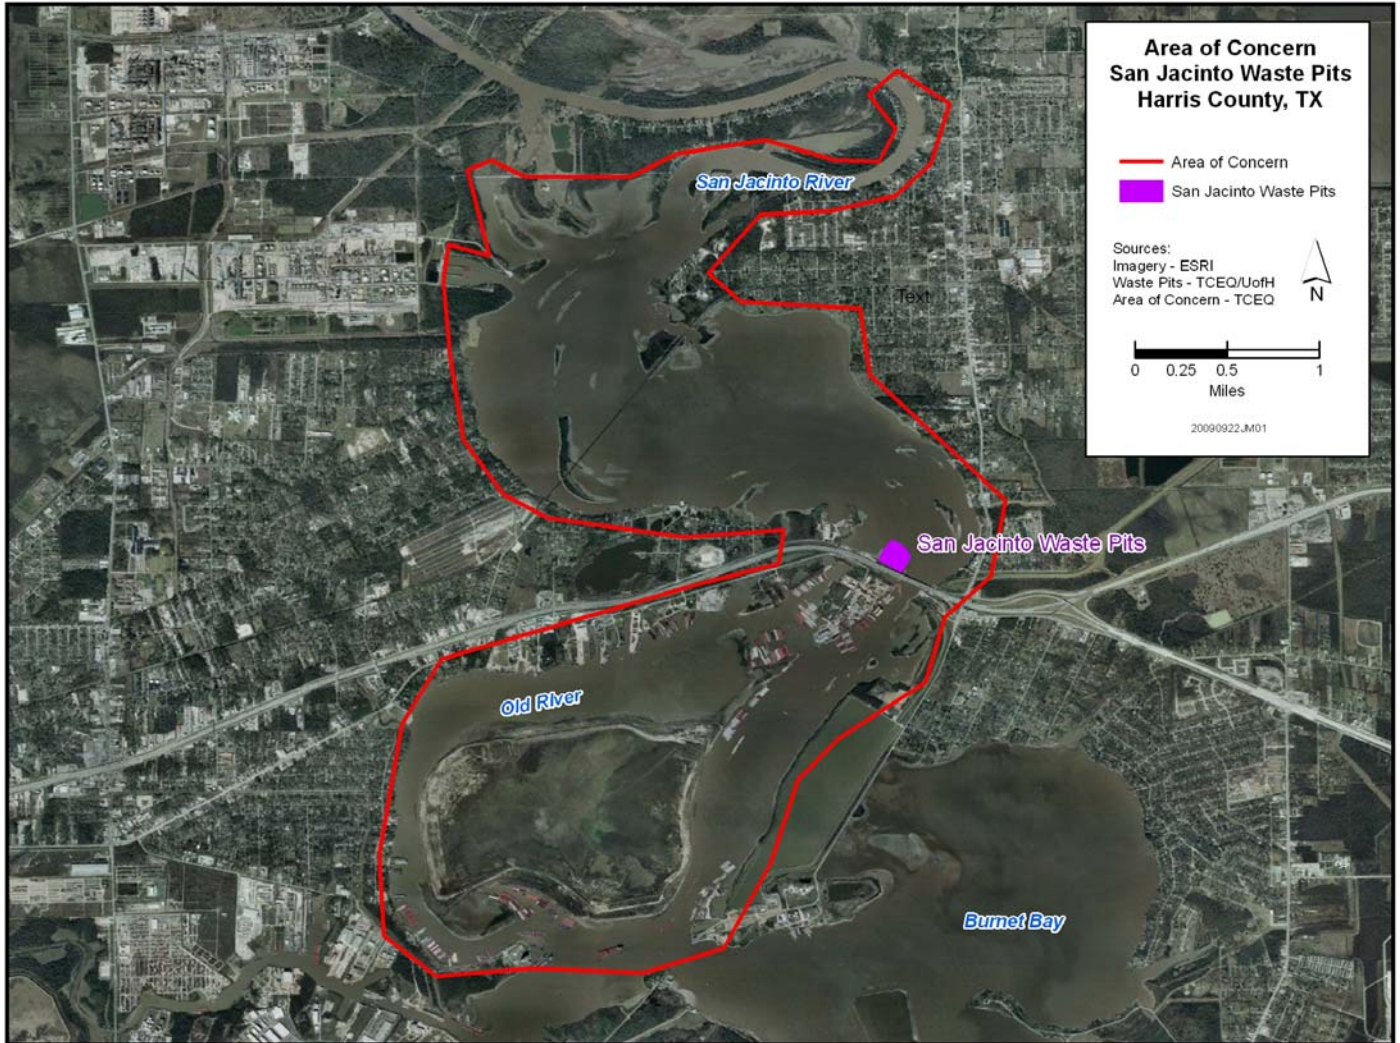 Area of Concern
San Jacinto Waste Pits
Harris County, TX
Area of Concern
San Jacinto Waste Pits
Sources:
Imagery - ESRI
Waste Pits - TCEQ/UofH
Area of Concern - TCEQ
N
0 0.25 0.5 1
Miles
20090922JM01
San Jacinto River
Text
San Jacinto Waste Pits
Old River
Burnet Bay